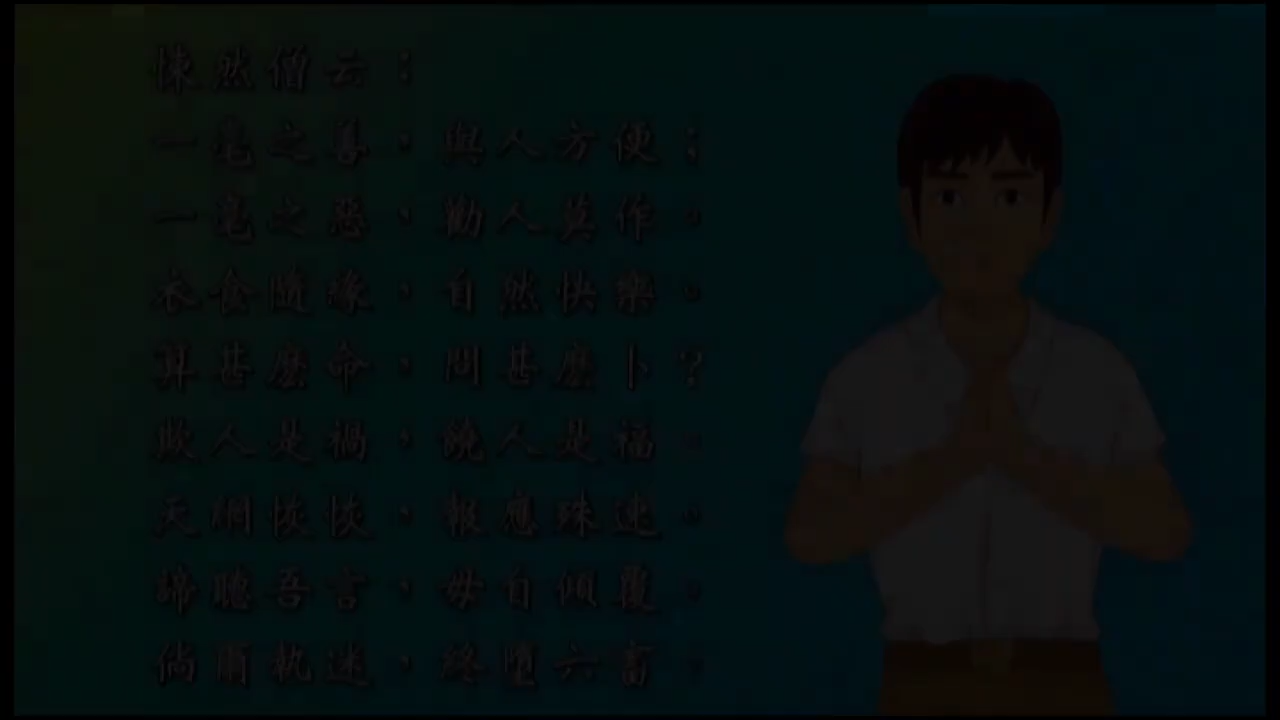 悚然僧云：
一毫之善，與人方便；
一毫之惡，勸人莫作。
衣食隨緣，自然快樂。
算甚麼命，問甚麼卜？
欺人是禍，饒人是福。
天網恢恢，報應殊速。
諦聽吾言，毋自傾覆。
倘爾執迷，終墮六畜。